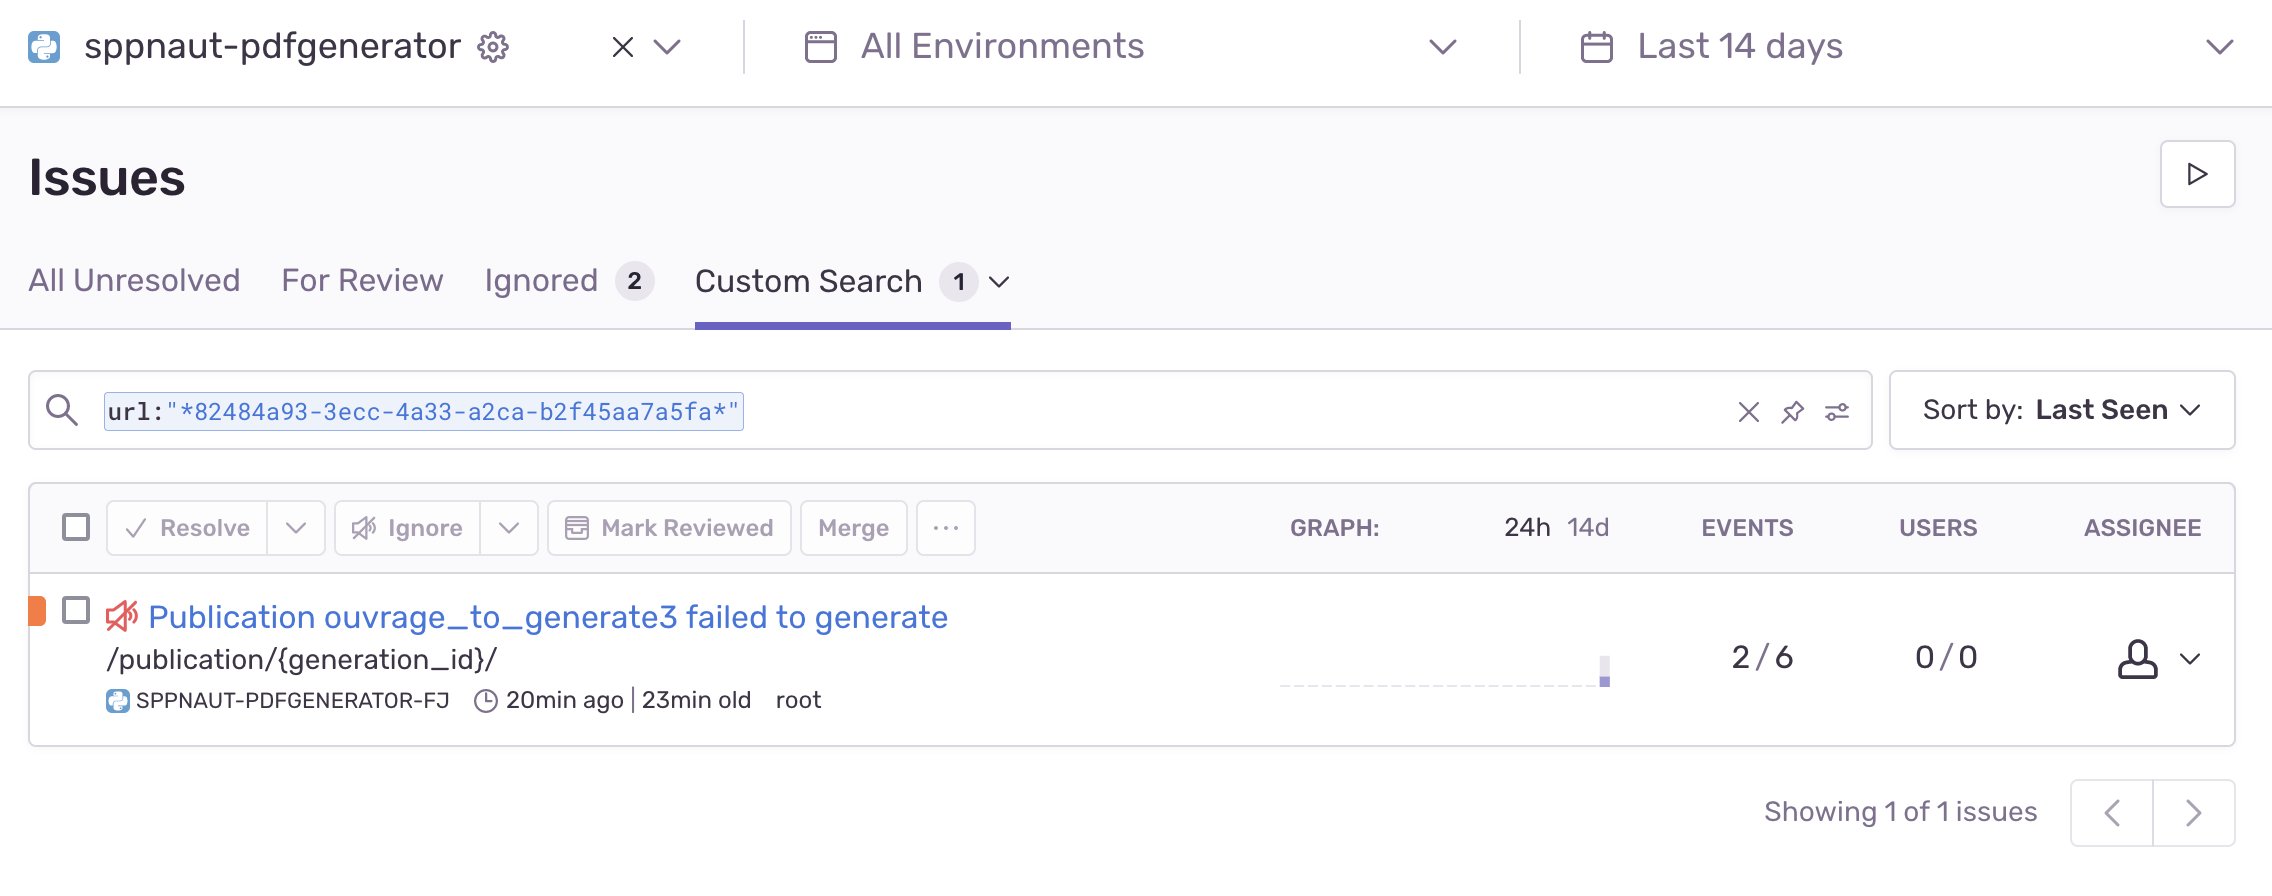 sppnaut-pdfgenerator All Environments Last 14 days
Issues
All Unresolved For Review Ignored 2 Custom Search 1
url:"*82484a93-3ecc-4a33-a2ca-b2f45aa7a5fa*" Sort by: Last Seen
Resolve Ignore Mark Reviewed Merge ... GRAPH: 24h 14d EVENTS USERS ASSIGNEE
Publication ouvrage_to_generate3 failed to generate
/publication/{generation_id}/ 2/6 0/0
SPPNAUT-PDFGENERATOR-FJ 20min ago | 23min old root
Showing 1 of 1 issues